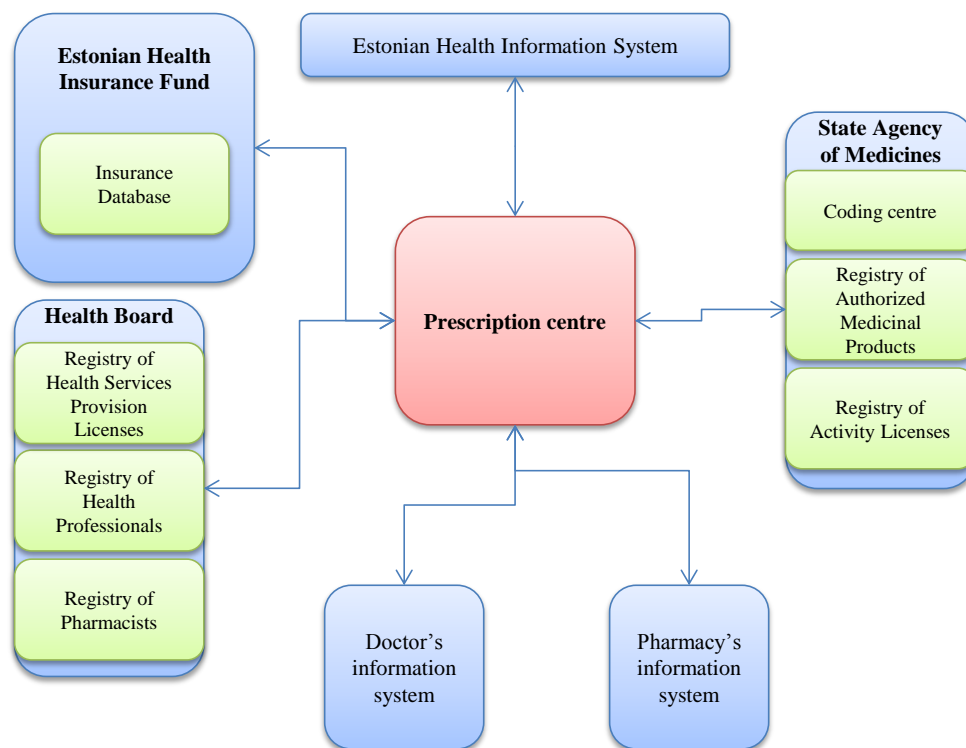 Estonian Health
Insurance Fund
Insurance
Database
Estonian Health Information System
State Agency
of Medicines
Coding centre
Registry of
Authorized
Medicinal
Products
Registry of
Activity Licenses
Prescription centre
Health Board
Registry of
Health Services
Provision
Licenses
Registry of
Health
Professionals
Registry of
Pharmacists
Doctor’s
information
system
Pharmacy’s
information
system